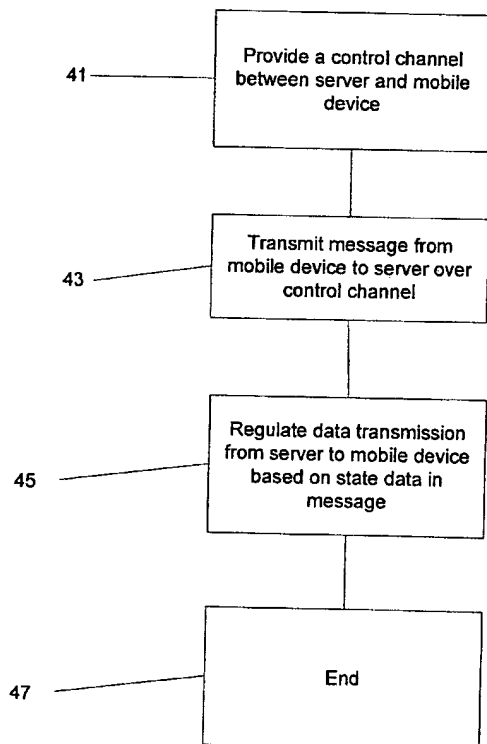 41
Provide a control channel
between server and mobile
device
43
Transmit message from
mobile device to server over
control channel
45
Regulate data transmission
from server to mobile device
based on state data in
message
47
End